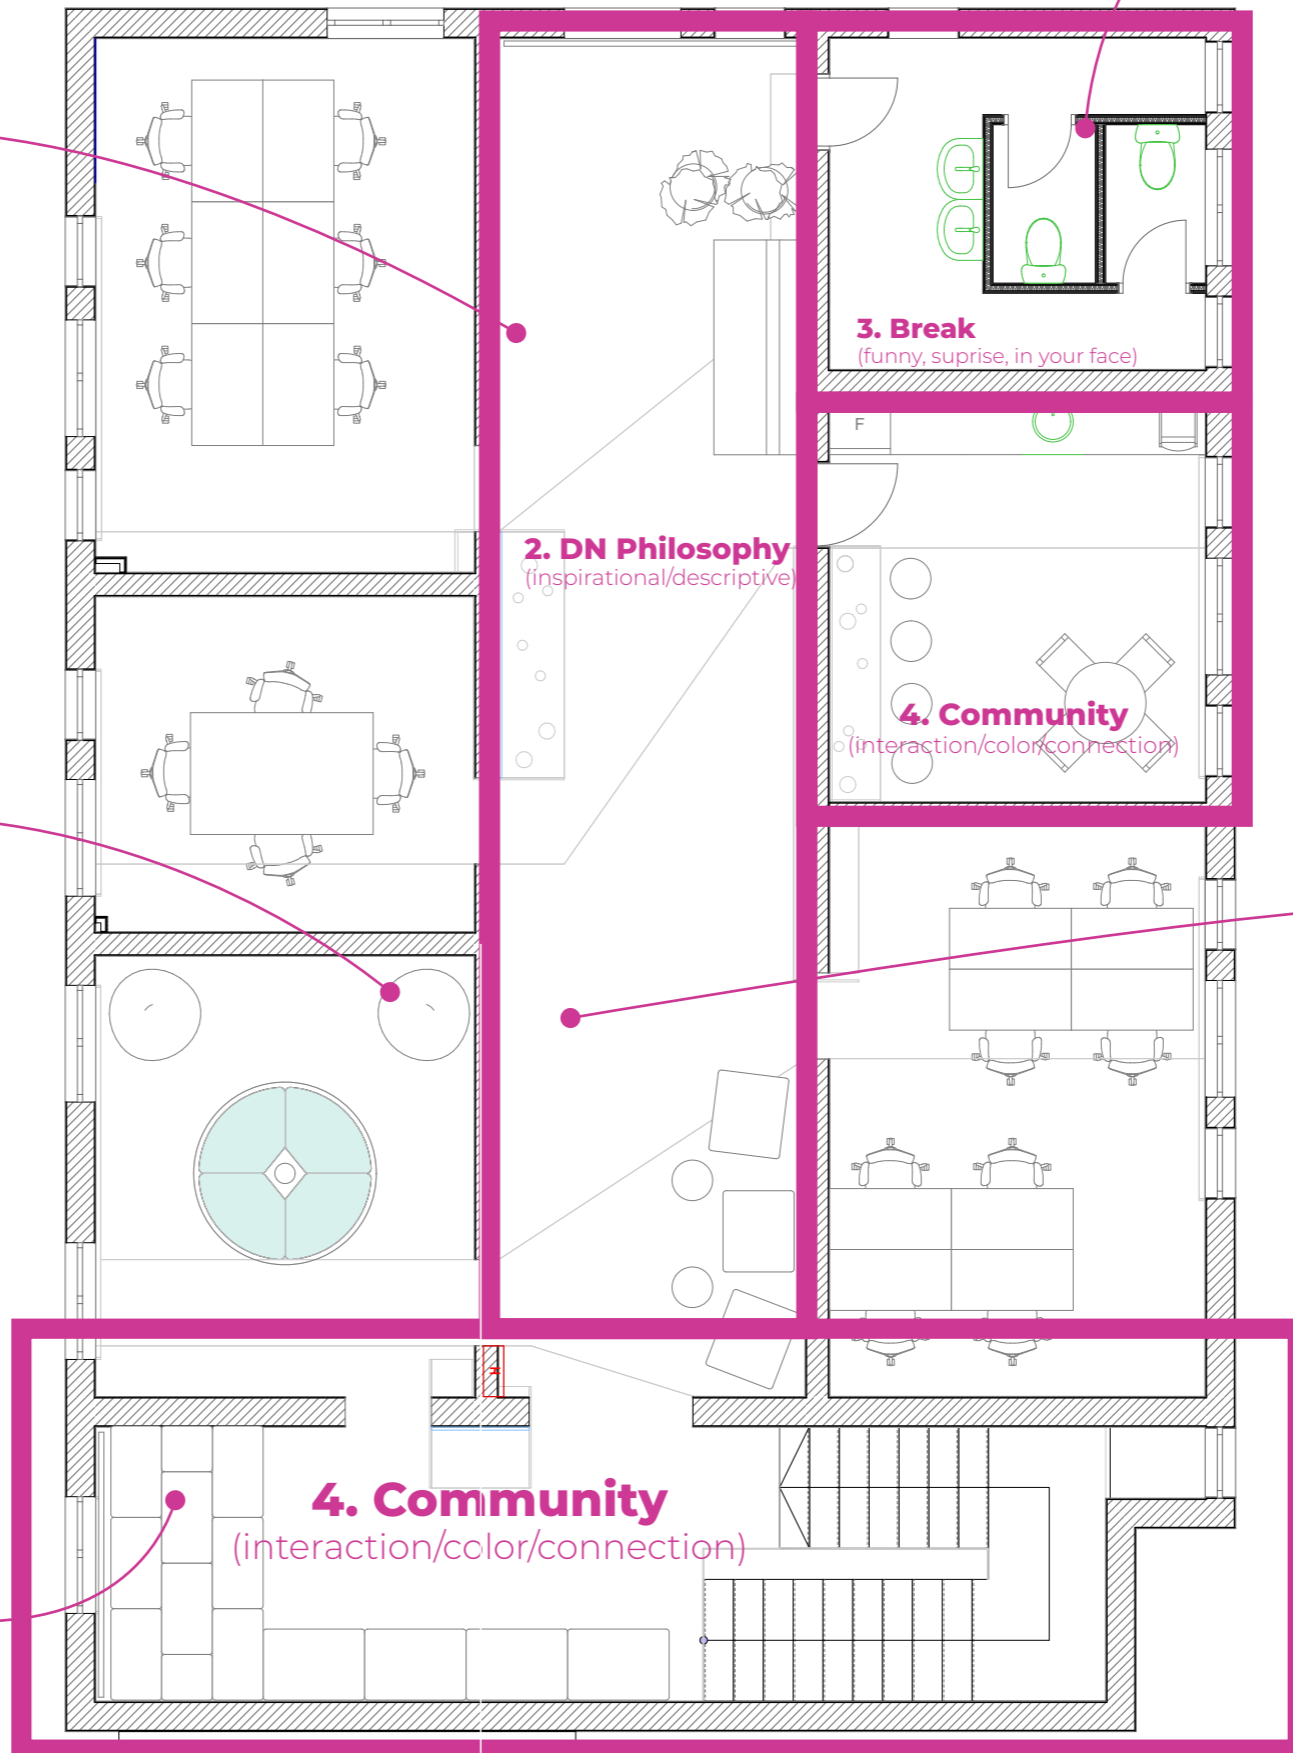 3. Break
(funny, suprise, in your face)
F
2. DN Philosophy
(inspirational/descriptive)
4. Community
(interaction/color/connection)
4. Community
(interaction/color/connection)